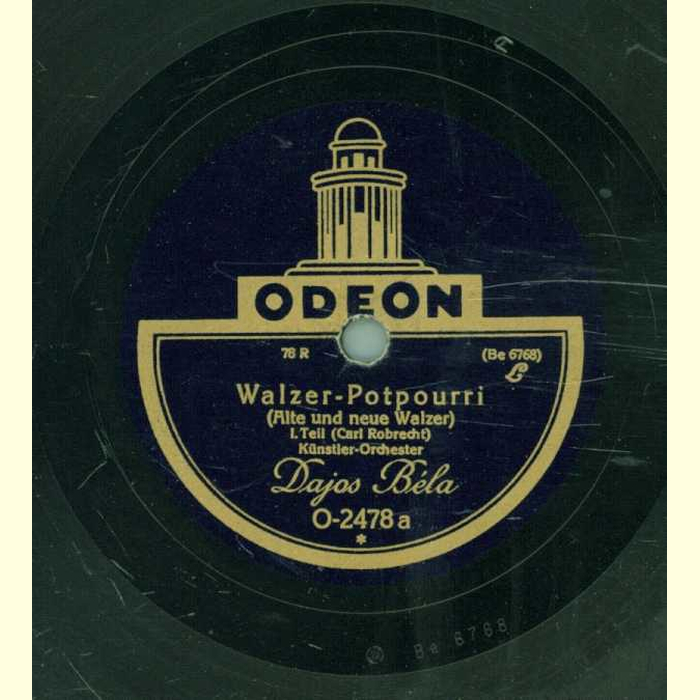 ODEON
78 R
(Be 6768)
L
Walzer-Potpourri
(Alte und neue Walzer)
I. Teil (Carl Robrecht)
Künstler-Orchester
Dajos Béla
O-2478a
*
Be 6768